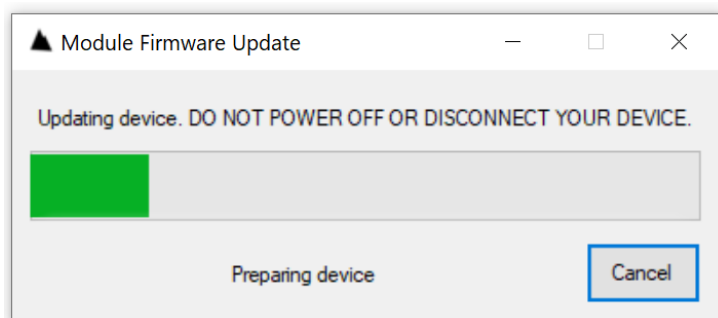 Module Firmware Update
Updating device. DO NOT POWER OFF OR DISCONNECT YOUR DEVICE.
Preparing device
Cancel